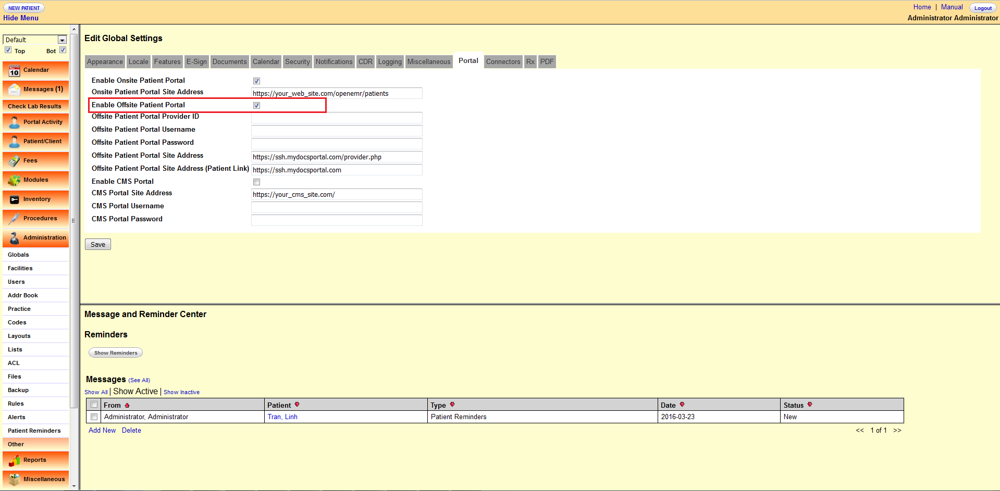 NEW PATIENT
Home | Manual Logout
Hide Menu
Administrator Administrator
Default
Top Bot
10
Calendar
Messages (1)
Check Lab Results
Portal Activity
Patient/Client
Fees
Modules
Inventory
Procedures
Administration
Globals
Facilities
Users
Addr Book
Practice
Codes
Layouts
Lists
ACL
Files
Backup
Rules
Alerts
Patient Reminders
Other
Reports
Miscellaneous
Edit Global Settings
Appearance Locale Features E-Sign Documents Calendar Security Notifications CDR Logging Miscellaneous Portal Connectors Rx PDF
Enable Onsite Patient Portal
Onsite Patient Portal Site Address https://your_web_site.com/openemr/patients
Enable Offsite Patient Portal
Offsite Patient Portal Provider ID
Offsite Patient Portal Username
Offsite Patient Portal Password
Offsite Patient Portal Site Address https://ssh.mydocsportal.com/provider.php
Offsite Patient Portal Site Address (Patient Link) https://ssh.mydocsportal.com
Enable CMS Portal
CMS Portal Site Address https://your_cms_site.com/
CMS Portal Username
CMS Portal Password
Save
Message and Reminder Center
Reminders
Show Reminders
Messages (See All)
Show All | Show Active | Show Inactive
From Patient Type Date Status
Administrator, Administrator Tran, Linh Patient Reminders 2016-03-23 New
Add New Delete << 1 of 1 >>